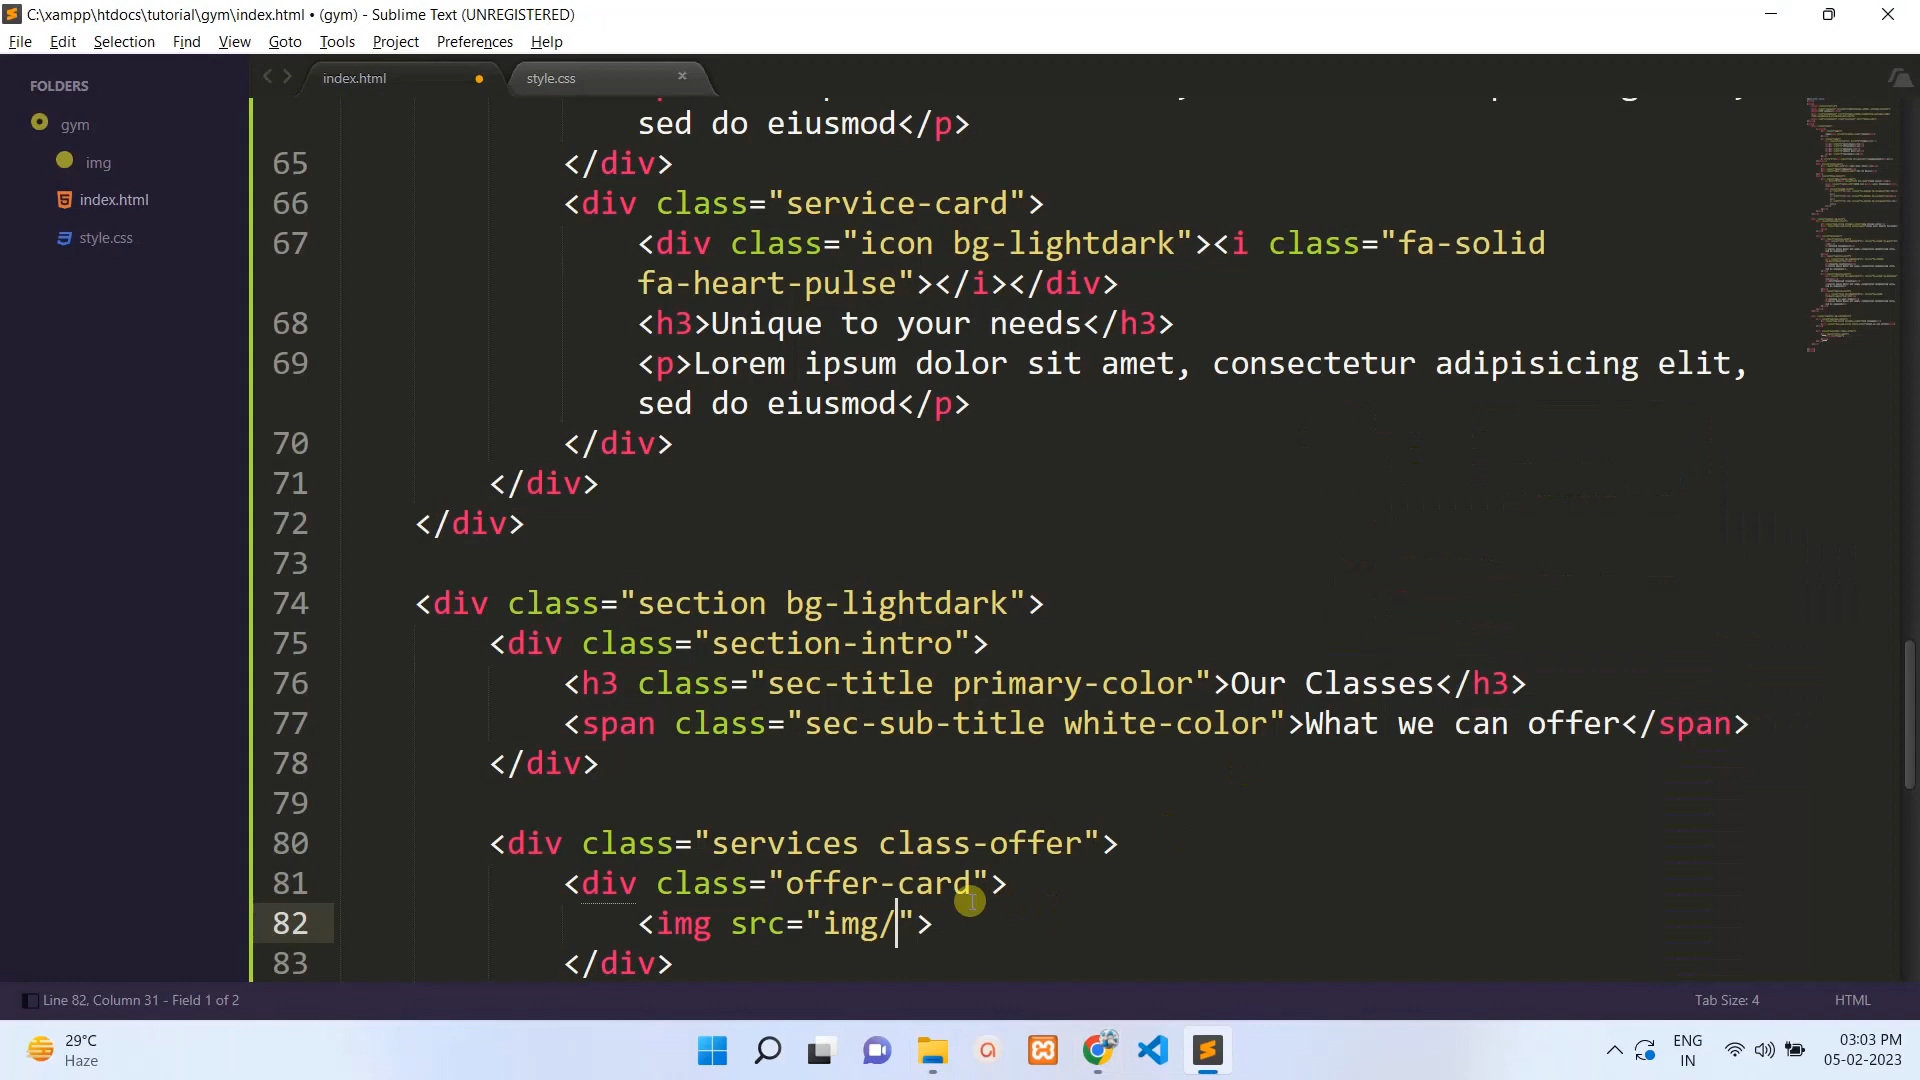 C:\xampp\htdocs\tutorial\gym\index.html • (gym) - Sublime Text (UNREGISTERED)
File Edit Selection Find View Goto Tools Project Preferences Help
FOLDERS
gym
img
index.html
style.css
index.html
style.css
sed do eiusmod</p>
65 </div>
66 <div class="service-card">
67 <div class="icon bg-lightdark"><i class="fa-solid
fa-heart-pulse"></i></div>
68 <h3>Unique to your needs</h3>
69 <p>Lorem ipsum dolor sit amet, consectetur adipisicing elit,
sed do eiusmod</p>
70 </div>
71 </div>
72 </div>
73
74 <div class="section bg-lightdark">
75 <div class="section-intro">
76 <h3 class="sec-title primary-color">Our Classes</h3>
77 <span class="sec-sub-title white-color">What we can offer</span>
78 </div>
79
80 <div class="services class-offer">
81 <div class="offer-card">
82 <img src="img/">
83 </div>
Line 82, Column 31 - Field 1 of 2
Tab Size: 4
HTML
29°C
Haze
ENG
IN
03:03 PM
05-02-2023